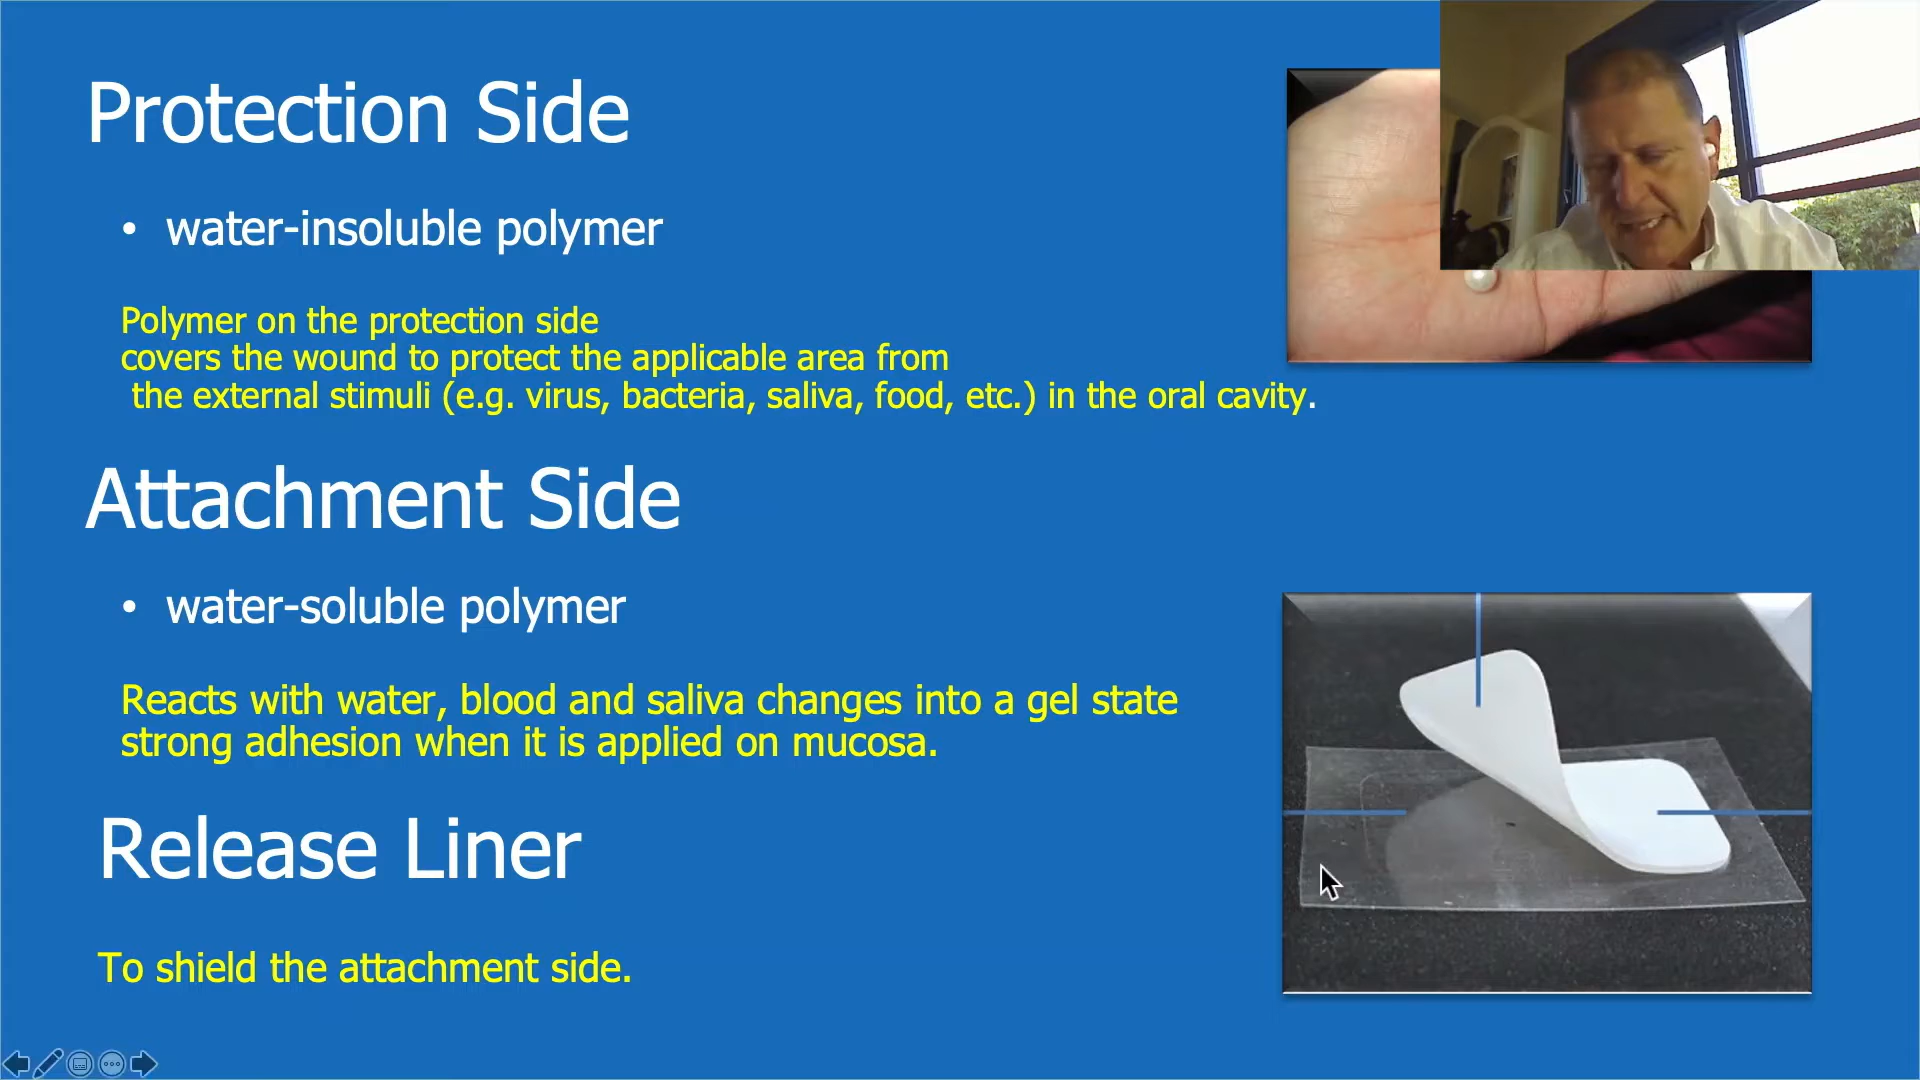 Protection Side
• water-insoluble polymer
Polymer on the protection side
covers the wound to protect the applicable area from
the external stimuli (e.g. virus, bacteria, saliva, food, etc.) in the oral cavity.
Attachment Side
• water-soluble polymer
Reacts with water, blood and saliva changes into a gel state
strong adhesion when it is applied on mucosa.
Release Liner
To shield the attachment side.